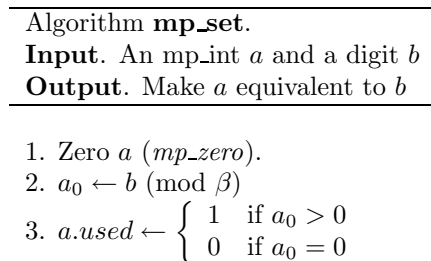 Algorithm mp_set.
Input. An mp_int a and a digit b
Output. Make a equivalent to b
1. Zero a (mp_zero).
2. a₀ ← b (mod β)
3. a.used ← { 1 if a₀ > 0
0 if a₀ = 0